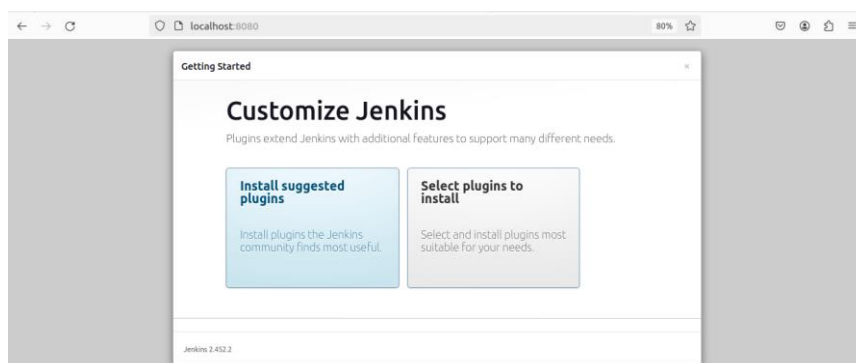 localhost:8080
80%
Getting Started
×
Customize Jenkins
Plugins extend Jenkins with additional features to support many different needs.
Install suggested
plugins
Install plugins the Jenkins
community finds most useful.
Select plugins to
install
Select and install plugins most
suitable for your needs.
Jenkins 2.452.2